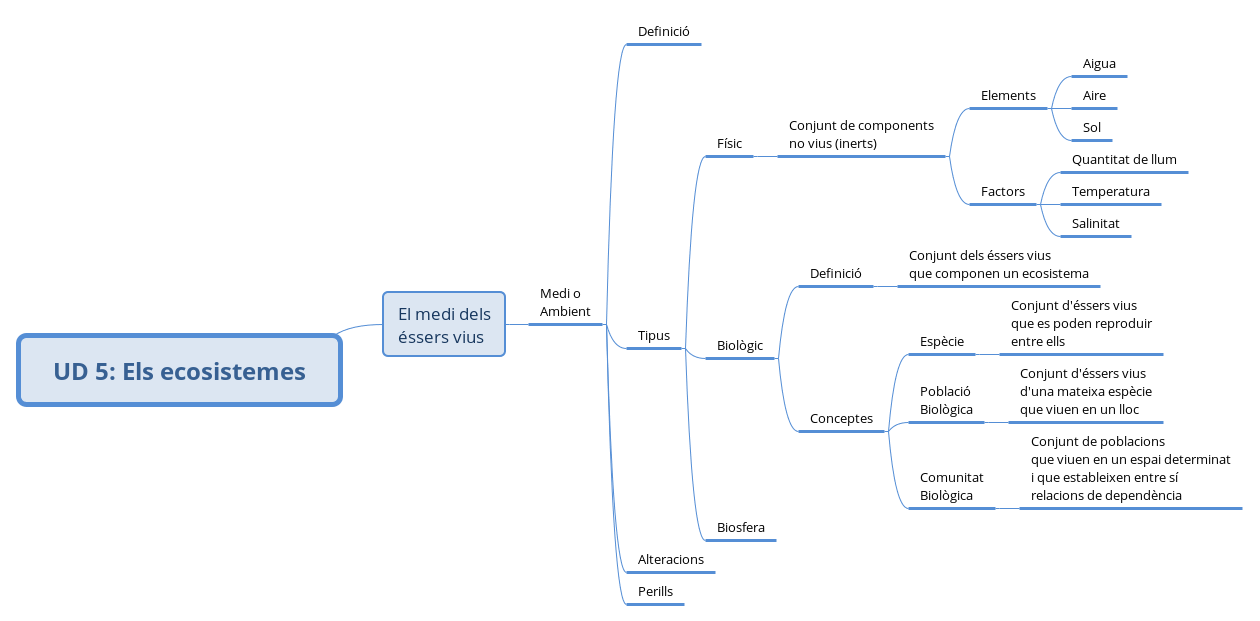 UD 5: Els ecosistemes
El medi dels
éssers vius
Medi o
Ambient
Definició
Tipus
Físic
Conjunt de components
no vius (inerts)
Elements
Aigua
Aire
Sol
Factors
Quantitat de llum
Temperatura
Salinitat
Biològic
Definició
Conjunt dels éssers vius
que componen un ecosistema
Conceptes
Espècie
Conjunt d'éssers vius
que es poden reproduir
entre ells
Població
Biològica
Conjunt d'éssers vius
d'una mateixa espècie
que viuen en un lloc
Comunitat
Biològica
Conjunt de poblacions
que viuen en un espai determinat
i que estableixen entre sí
relacions de dependència
Biosfera
Alteracions
Perills